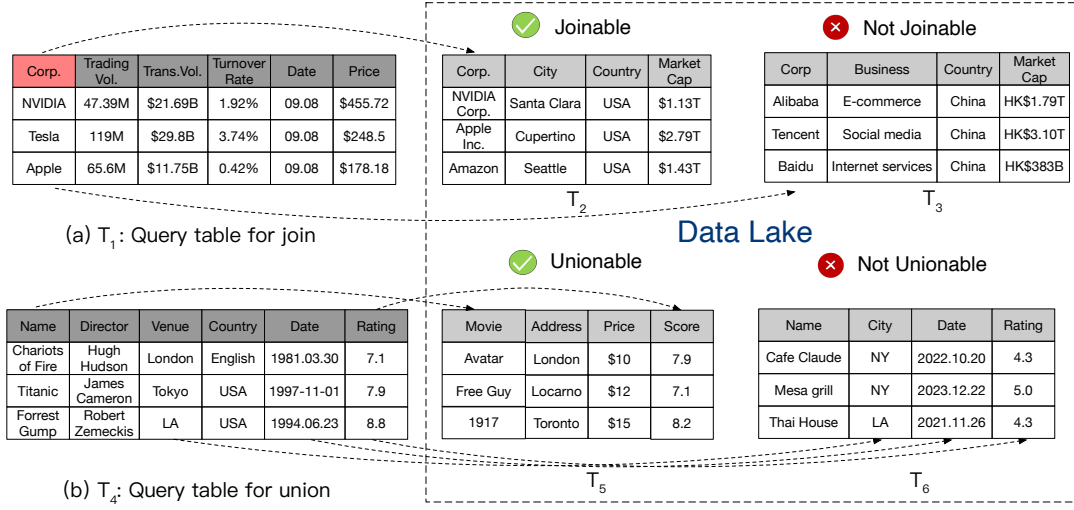 Joinable
Not Joinable
Corp. Trading Vol. Trans.Vol. Turnover Rate Date Price
NVIDIA 47.39M $21.69B 1.92% 09.08 $455.72
Tesla 119M $29.8B 3.74% 09.08 $248.5
Apple 65.6M $11.75B 0.42% 09.08 $178.18
(a) T1: Query table for join
Corp. City Country Market Cap
NVIDIA Corp. Santa Clara USA $1.13T
Apple Inc. Cupertino USA $2.79T
Amazon Seattle USA $1.43T
T2
Corp Business Country Market Cap
Alibaba E-commerce China HK$1.79T
Tencent Social media China HK$3.10T
Baidu Internet services China HK$383B
T3
Data Lake
Unionable
Not Unionable
Name Director Venue Country Date Rating
Chariots of Fire Hugh Hudson London English 1981.03.30 7.1
Titanic James Cameron Tokyo USA 1997-11-01 7.9
Forrest Gump Robert Zemeckis LA USA 1994.06.23 8.8
(b) T4: Query table for union
Movie Address Price Score
Avatar London $10 7.9
Free Guy Locarno $12 7.1
1917 Toronto $15 8.2
T5
Name City Date Rating
Cafe Claude NY 2022.10.20 4.3
Mesa grill NY 2023.12.22 5.0
Thai House LA 2021.11.26 4.3
T6